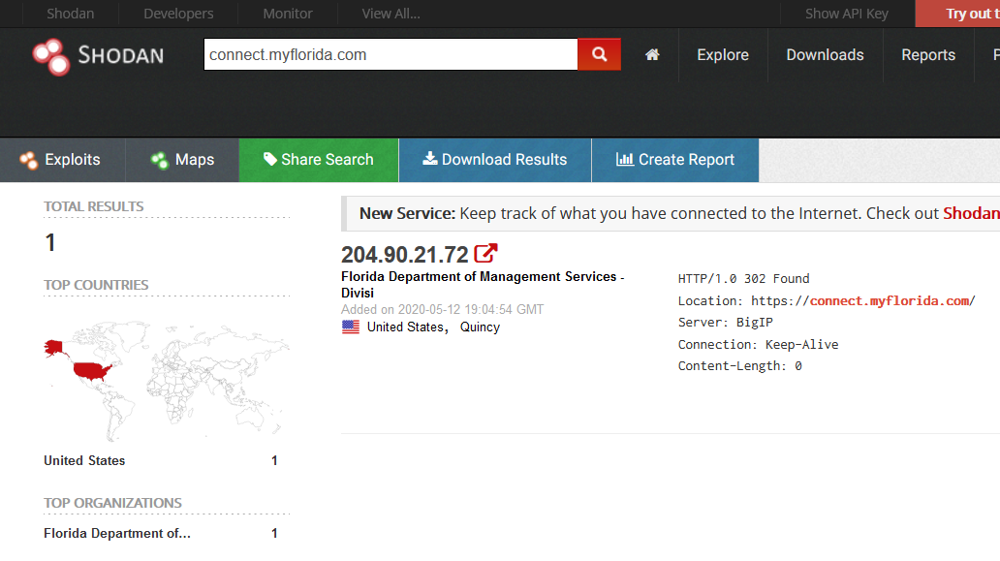 Shodan Developers Monitor View All... Show API Key Try out t
SHODAN connect.myflorida.com Explore Downloads Reports P
Exploits Maps Share Search Download Results Create Report
TOTAL RESULTS
1
TOP COUNTRIES
United States 1
TOP ORGANIZATIONS
Florida Department of... 1
New Service: Keep track of what you have connected to the Internet. Check out Shodan
204.90.21.72
Florida Department of Management Services -
Divisi
Added on 2020-05-12 19:04:54 GMT
United States, Quincy
HTTP/1.0 302 Found
Location: https://connect.myflorida.com/
Server: BigIP
Connection: Keep-Alive
Content-Length: 0